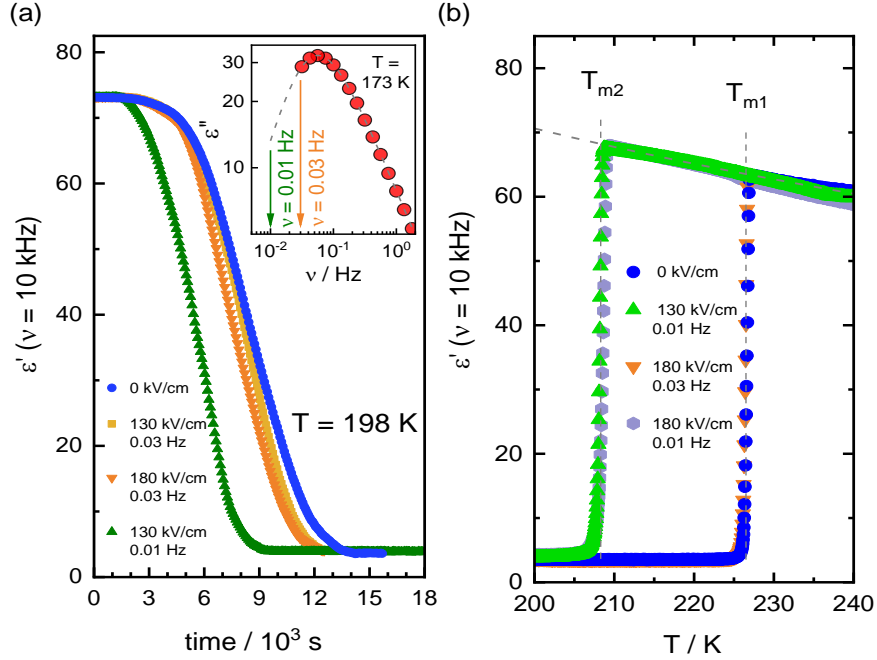 (a)
80
60
40
20
0
ε' (ν = 10 kHz)
0 3 6 9 12 15 18
time / 10³ s
T = 198 K
0 kV/cm
130 kV/cm
0.03 Hz
180 kV/cm
0.03 Hz
130 kV/cm
0.01 Hz
30
20
10
ε''
10⁻² 10⁻¹ 10⁰
ν / Hz
T =
173 K
ν = 0.01 Hz
ν = 0.03 Hz
(b)
80
60
40
20
0
ε' (ν = 10 kHz)
200 210 220 230 240
T / K
Tm2
Tm1
0 kV/cm
130 kV/cm
0.01 Hz
180 kV/cm
0.03 Hz
180 kV/cm
0.01 Hz